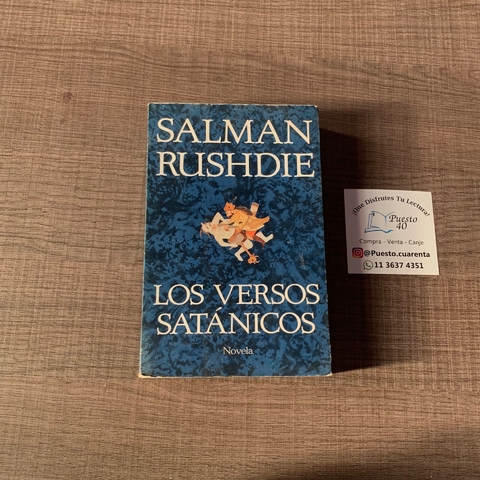 SALMAN
RUSHDIE
LOS VERSOS
SATÁNICOS
Novela
¡Que Disfrutes Tu Lectura!
Puesto
40
Compra - Venta - Canje
@Puesto.cuarenta
11 3637 4351